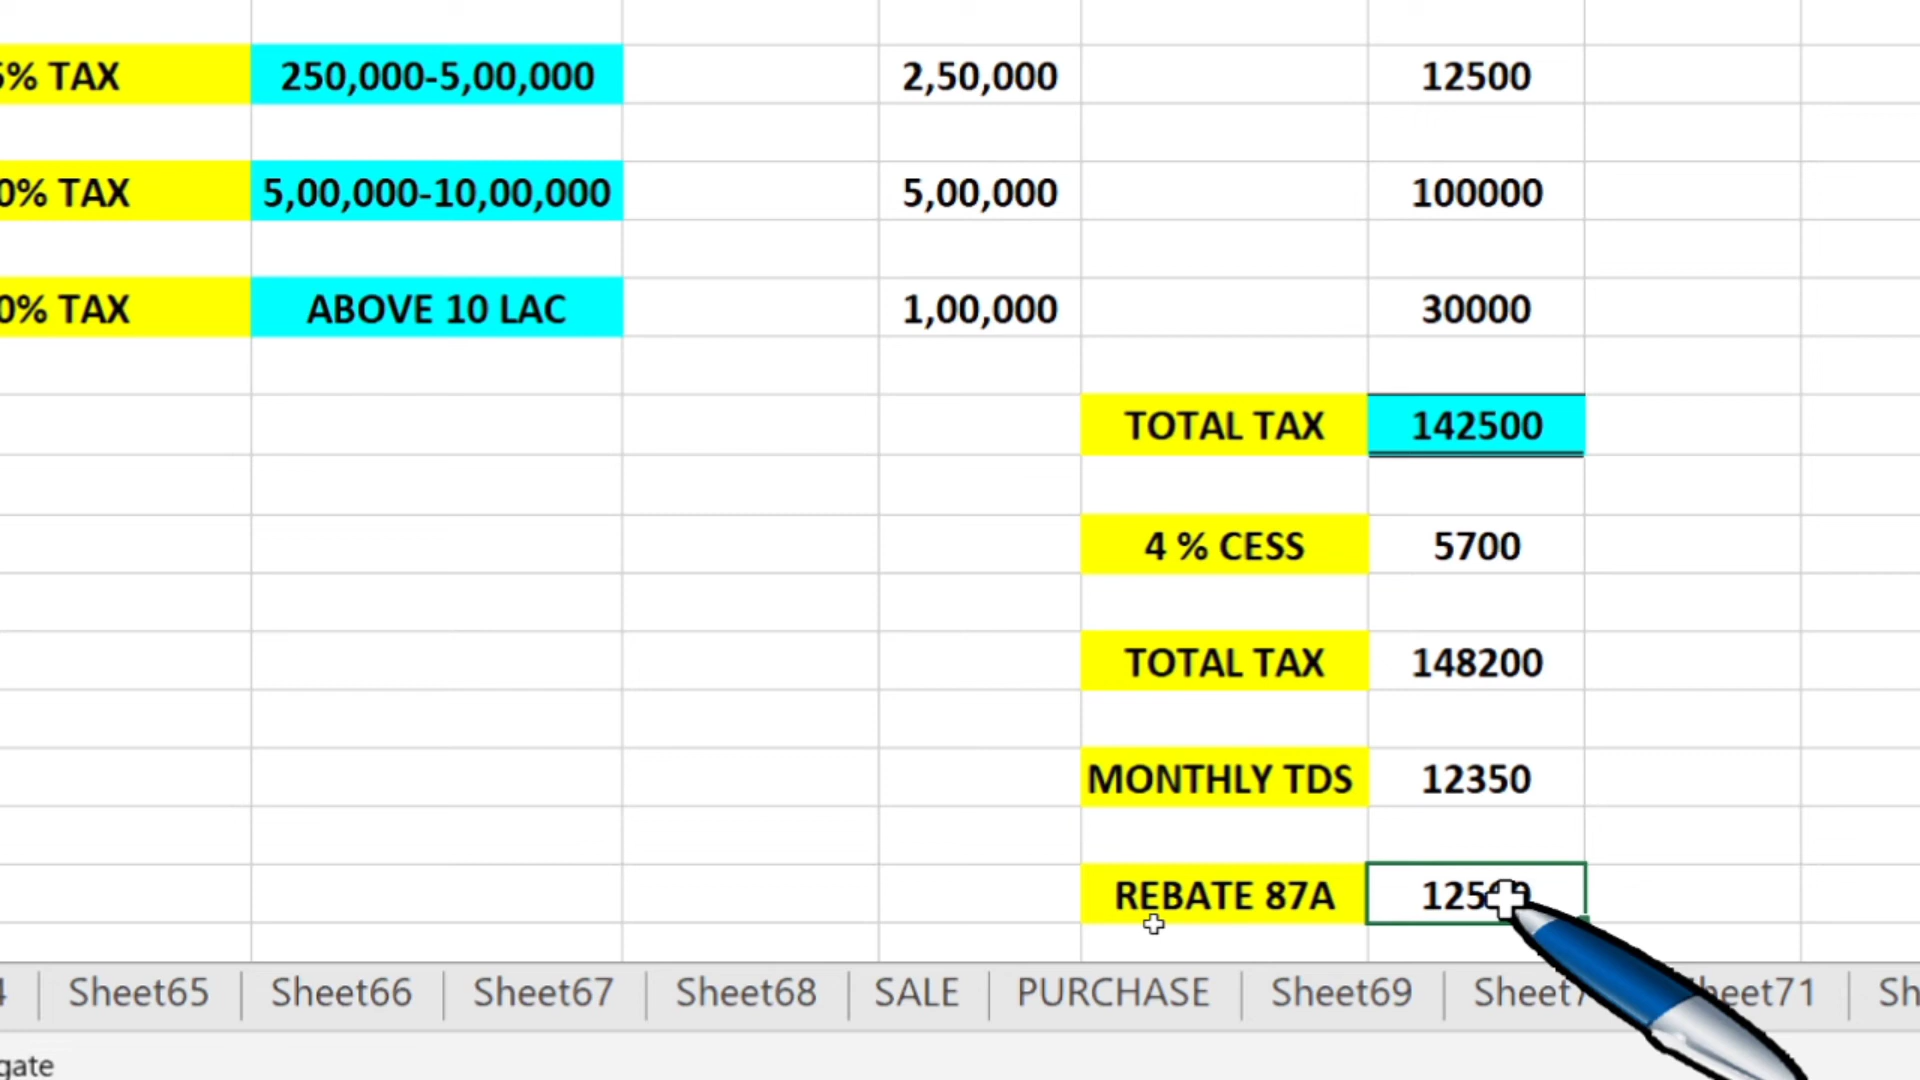 % TAX 250,000-5,00,000 2,50,000 12500
0% TAX 5,00,000-10,00,000 5,00,000 100000
0% TAX ABOVE 10 LAC 1,00,000 30000
TOTAL TAX 142500
4 % CESS 5700
TOTAL TAX 148200
MONTHLY TDS 12350
REBATE 87A
Sheet65 Sheet66 Sheet67 Sheet68 SALE PURCHASE Sheet69
gate